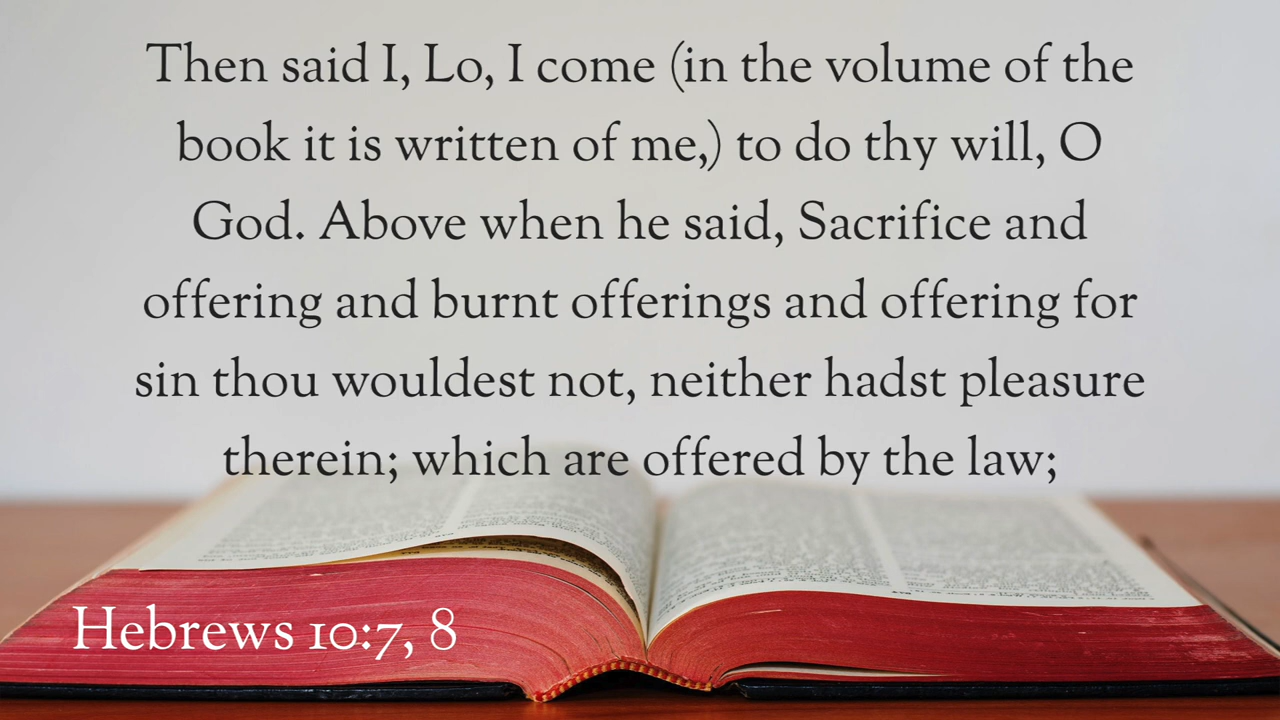 Then said I, Lo, I come (in the volume of the
book it is written of me,) to do thy will, O
God. Above when he said, Sacrifice and
offering and burnt offerings and offering for
sin thou wouldest not, neither hadst pleasure
therein; which are offered by the law;
Hebrews 10:7, 8